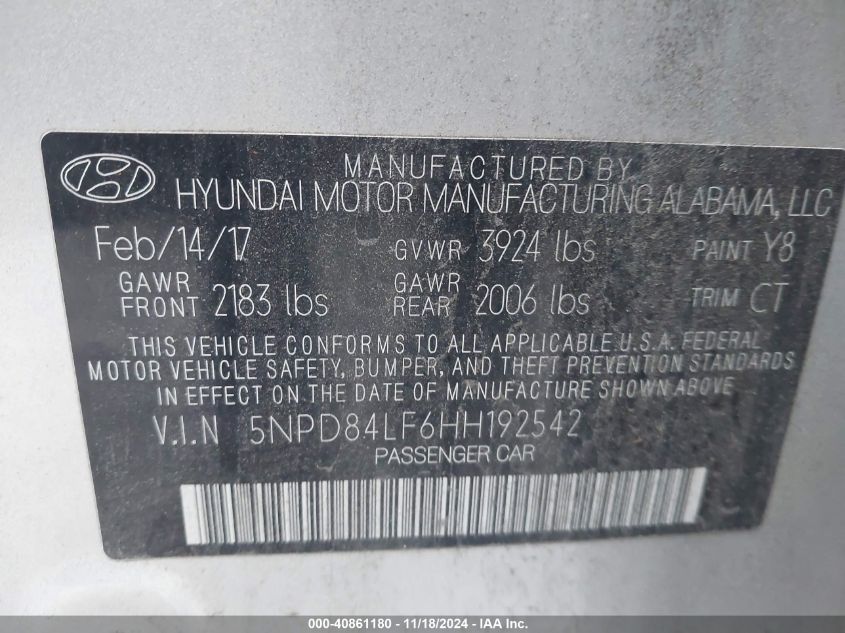 MANUFACTURED BY
HYUNDAI MOTOR MANUFACTURING ALABAMA, LLC
Feb/14/17 GVWR 3924 lbs PAINT Y8
GAWR FRONT 2183 lbs GAWR REAR 2006 lbs TRIM CT
THIS VEHICLE CONFORMS TO ALL APPLICABLE U.S.A. FEDERAL
MOTOR VEHICLE SAFETY, BUMPER, AND THEFT PREVENTION STANDARDS
IN EFFECT ON THE DATE OF MANUFACTURE SHOWN ABOVE
V.I.N 5NPD84LF6HH192542
PASSENGER CAR
000-40861180 - 11/18/2024 - IAA Inc.